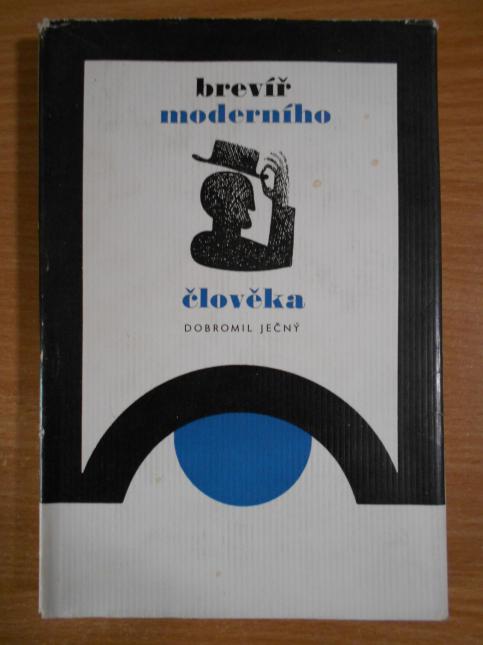 brevíř
moderního
člověka
DOBROMIL JEČNÝ